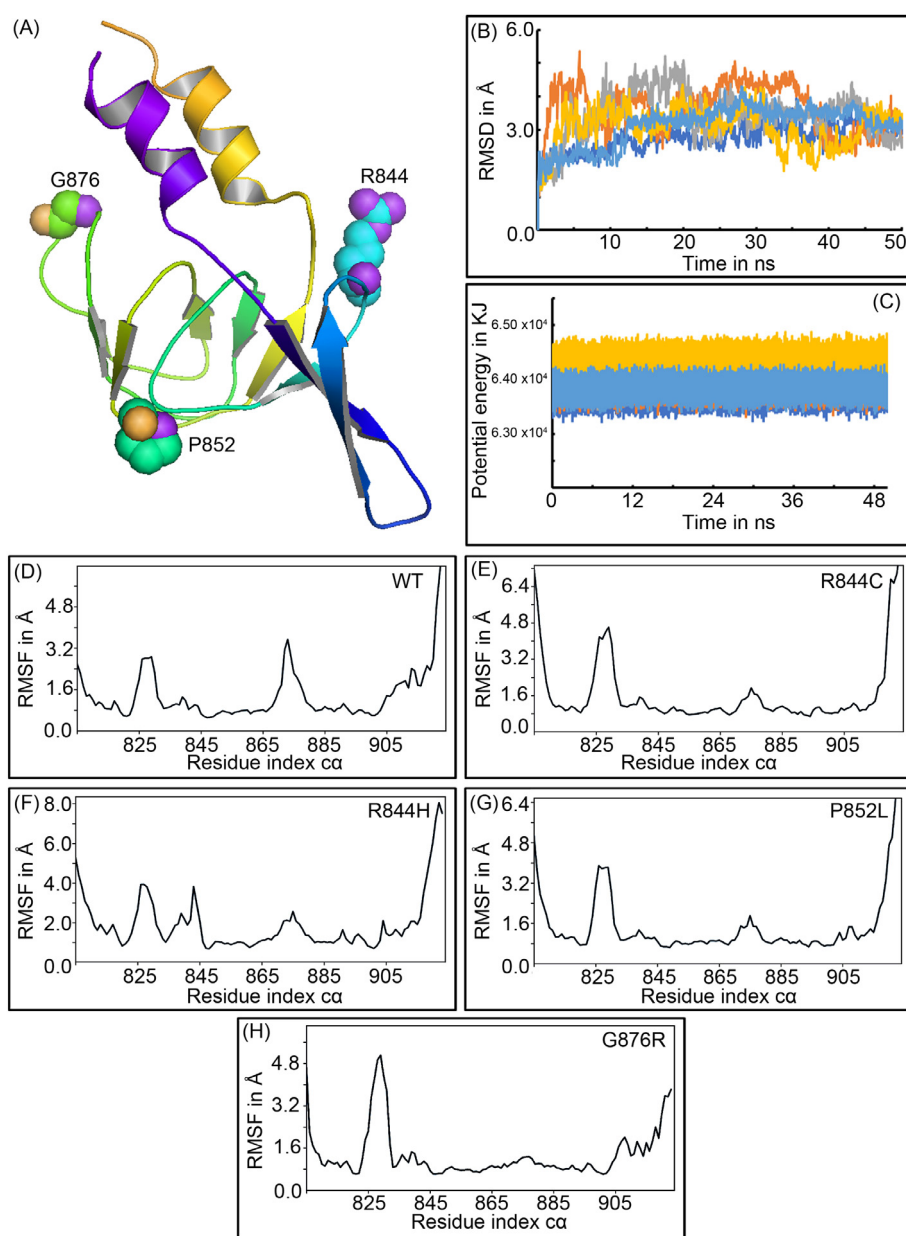 (A)
G876
R844
P852
(B)
RMSD in Å
6.0
3.0
0.0
10 20 30 40 50
Time in ns
(C)
Potential energy in KJ
6.50 x10⁴
6.40 x10⁴
6.30 x10⁴
0 12 24 36 48
Time in ns
(D)
WT
RMSF in Å
4.8
3.2
1.6
0.0
825 845 865 885 905
Residue index cα
(E)
R844C
RMSF in Å
6.4
4.8
3.2
1.6
0.0
825 845 865 885 905
Residue index cα
(F)
R844H
RMSF in Å
8.0
6.0
4.0
2.0
0.0
825 845 865 885 905
Residue index cα
(G)
P852L
RMSF in Å
6.4
4.8
3.2
1.6
0.0
825 845 865 885 905
Residue index cα
(H)
G876R
RMSF in Å
4.8
3.2
1.6
0.0
825 845 865 885 905
Residue index cα